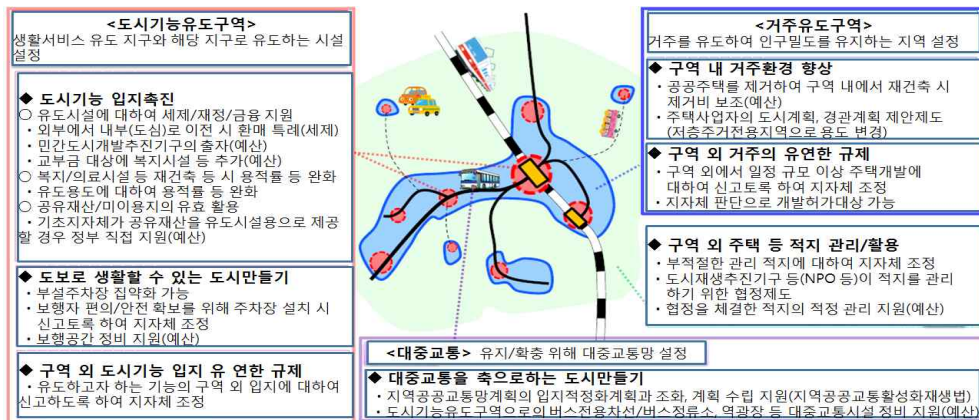 <도시기능유도구역>
생활서비스 유도 지구와 해당 지구로 유도하는 시설
설정
◆ 도시기능 입지촉진
○ 유도시설에 대하여 세제/재정/금융 지원
・외부에서 내부(도심)로 이전 시 환매 특례(세제)
・민간도시개발추진기구의 출자(예산)
・교부금 대상에 복지시설 등 추가(예산)
○ 복지/의료시설 등 재건축 등 시 용적률 등 완화
・유도용도에 대하여 용적률 등 완화
○ 공유재산/미이용지의 유효 활용
・기초지자체가 공유재산을 유도시설용으로 제공
할 경우 정부 직접 지원(예산)
◆ 도보로 생활할 수 있는 도시만들기
・부설주차장 집약화 가능
・보행자 편의/안전 확보를 위해 주차장 설치 시
신고토록 하여 지자체 조정
・보행공간 정비 지원(예산)
◆ 구역 외 도시기능 입지 유 연한 규제
・유도하고자 하는 기능의 구역 외 입지에 대하여
신고하도록 하여 지자체 조정
<거주유도구역>
거주를 유도하여 인구밀도를 유지하는 지역 설정
◆ 구역 내 거주환경 향상
・공공주택를 제거하여 구역 내에서 재건축 시
제거비 보조(예산)
・주택사업자의 도시계획, 경관계획 제안제도
(저층주거전용지역으로 용도 변경)
◆ 구역 외 거주의 유연한 규제
・구역 외에서 일정 규모 이상 주택개발에
대하여 신고토록 하여 지자체 조정
・지자체 판단으로 개발허가대상 가능
◆ 구역 외 주택 등 적지 관리/활용
・부적절한 관리 적지에 대하여 지자체 조정
・도시재생추진기구 등(NPO 등)이 적지를 관리
하기 위한 협정제도
・협정을 체결한 적지의 적정 관리 지원(예산)
<대중교통> 유지/확충 위해 대중교통망 설정
◆ 대중교통을 축으로하는 도시만들기
・지역공공교통망계획의 입지적정화계획과 조화, 계획 수립 지원(지역공공교통활성화재생법)
・도시기능유도구역으로의 버스전용차선/버스정류소, 역광장 등 대중교통시설 정비 지원(예산)